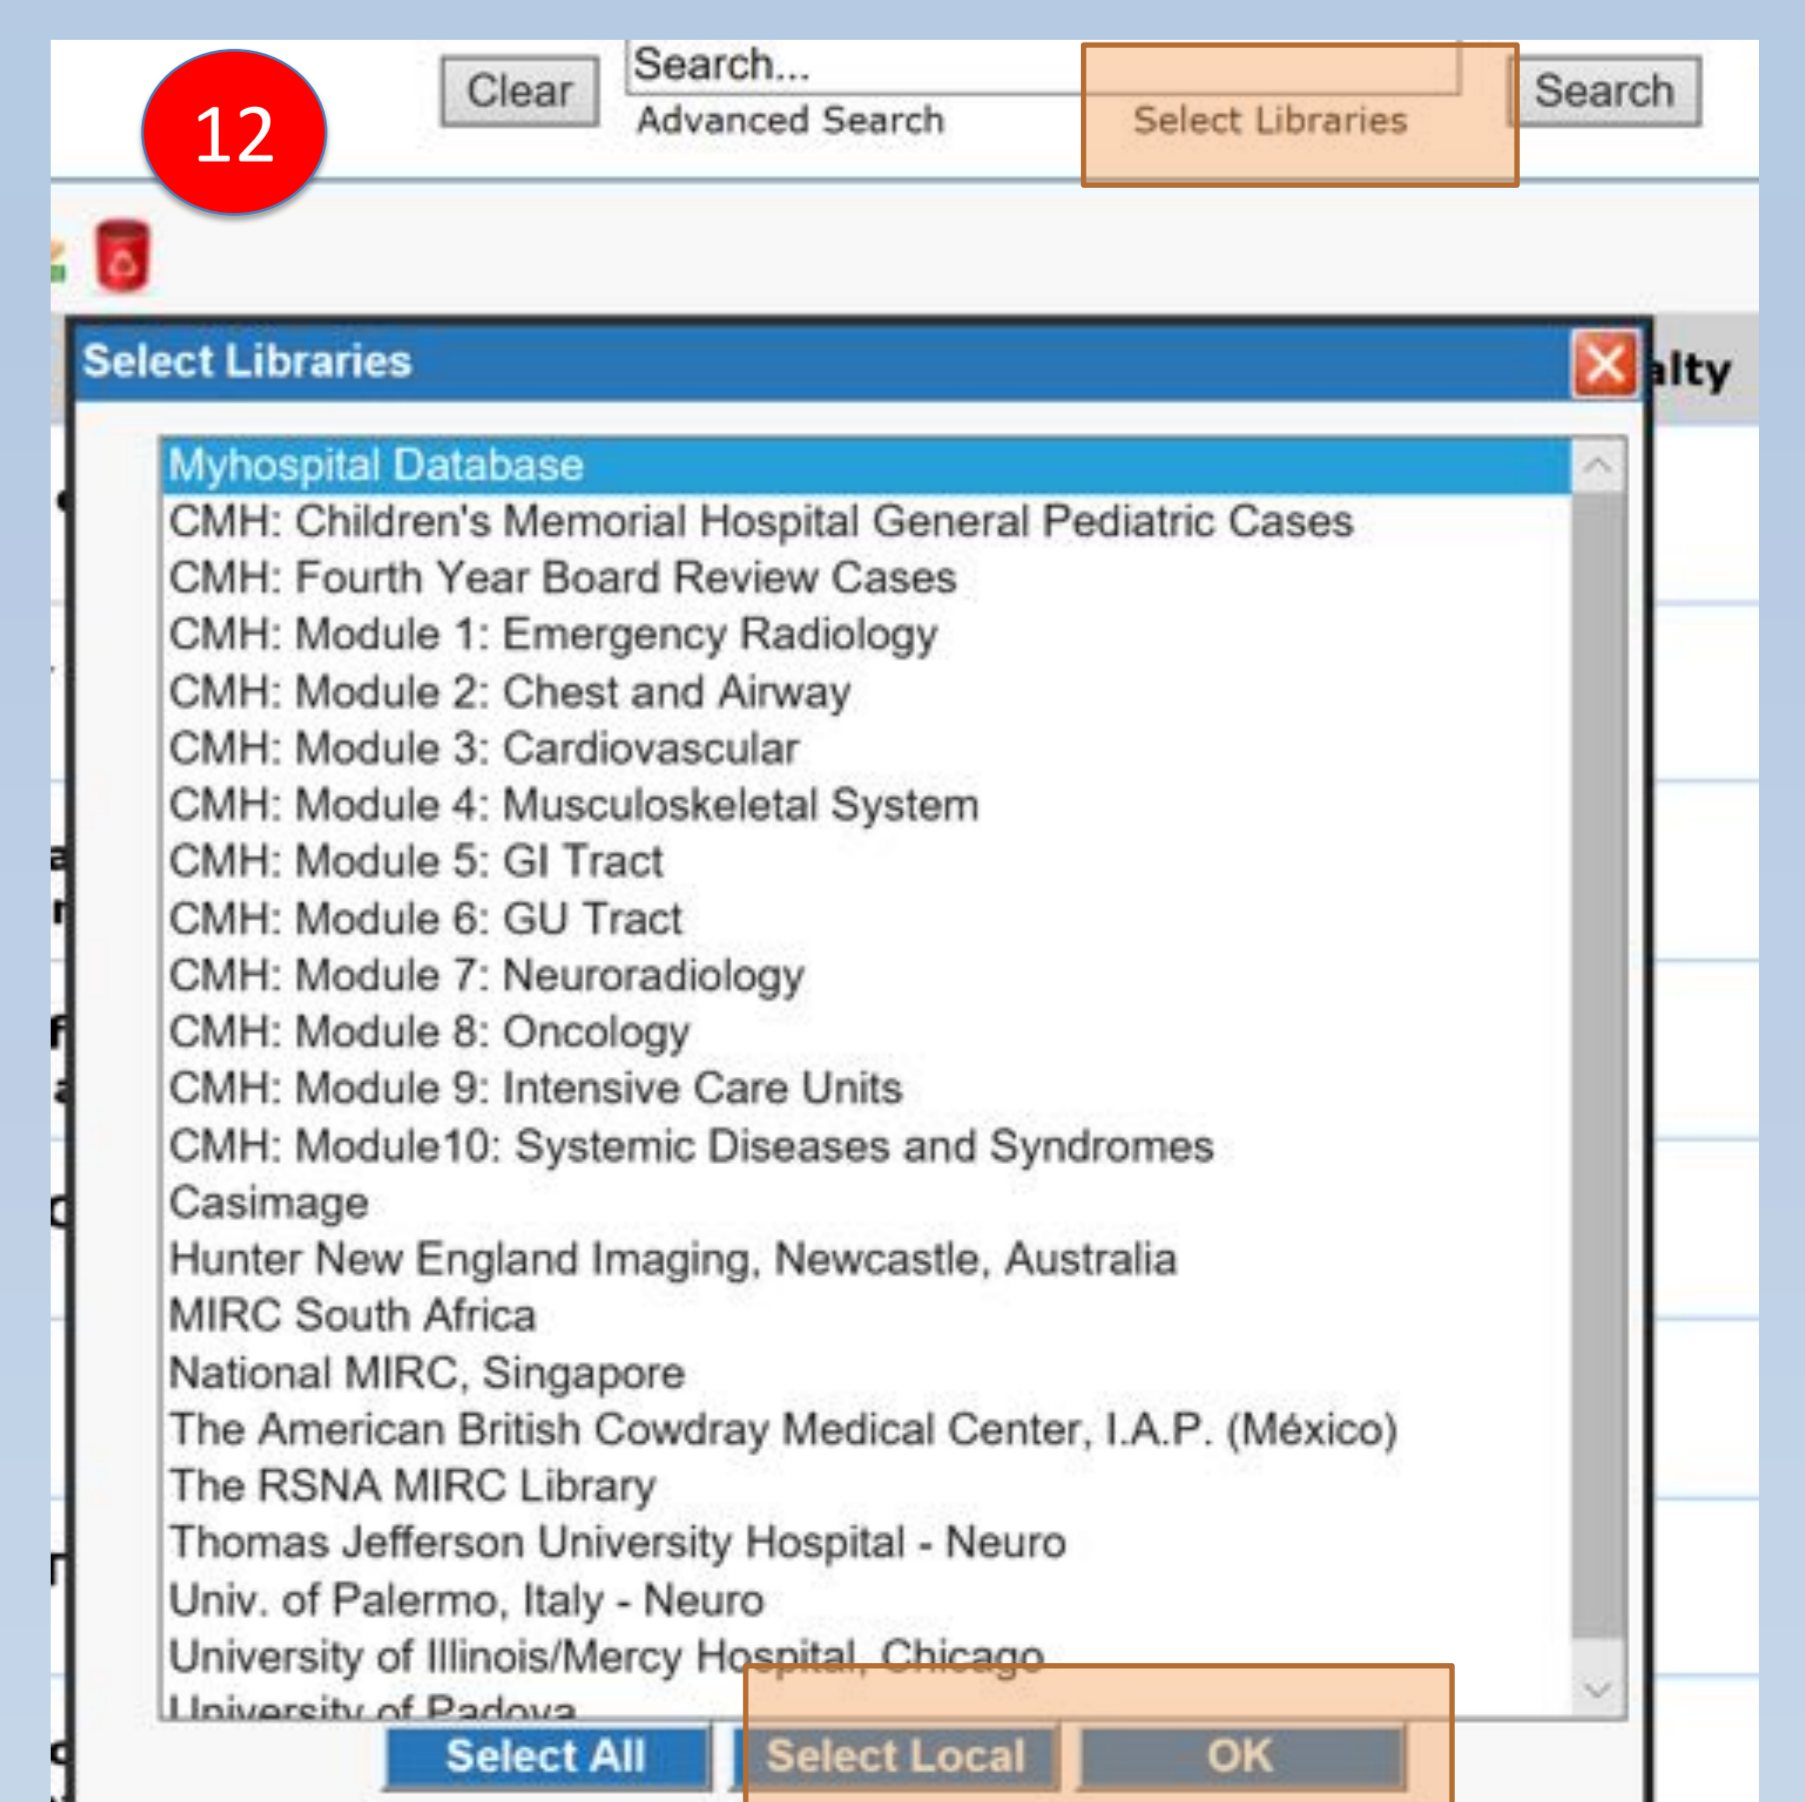 12
Clear
Search...
Search
Advanced Search
Select Libraries
Select Libraries
alty
Myhospital Database
CMH: Children's Memorial Hospital General Pediatric Cases
CMH: Fourth Year Board Review Cases
CMH: Module 1: Emergency Radiology
CMH: Module 2: Chest and Airway
CMH: Module 3: Cardiovascular
CMH: Module 4: Musculoskeletal System
CMH: Module 5: GI Tract
CMH: Module 6: GU Tract
CMH: Module 7: Neuroradiology
CMH: Module 8: Oncology
CMH: Module 9: Intensive Care Units
CMH: Module10: Systemic Diseases and Syndromes
Casimage
Hunter New England Imaging, Newcastle, Australia
MIRC South Africa
National MIRC, Singapore
The American British Cowdray Medical Center, I.A.P. (México)
The RSNA MIRC Library
Thomas Jefferson University Hospital - Neuro
Univ. of Palermo, Italy - Neuro
University of Illinois/Mercy Hospital, Chicago
University of Padova
Select All
Select Local
OK